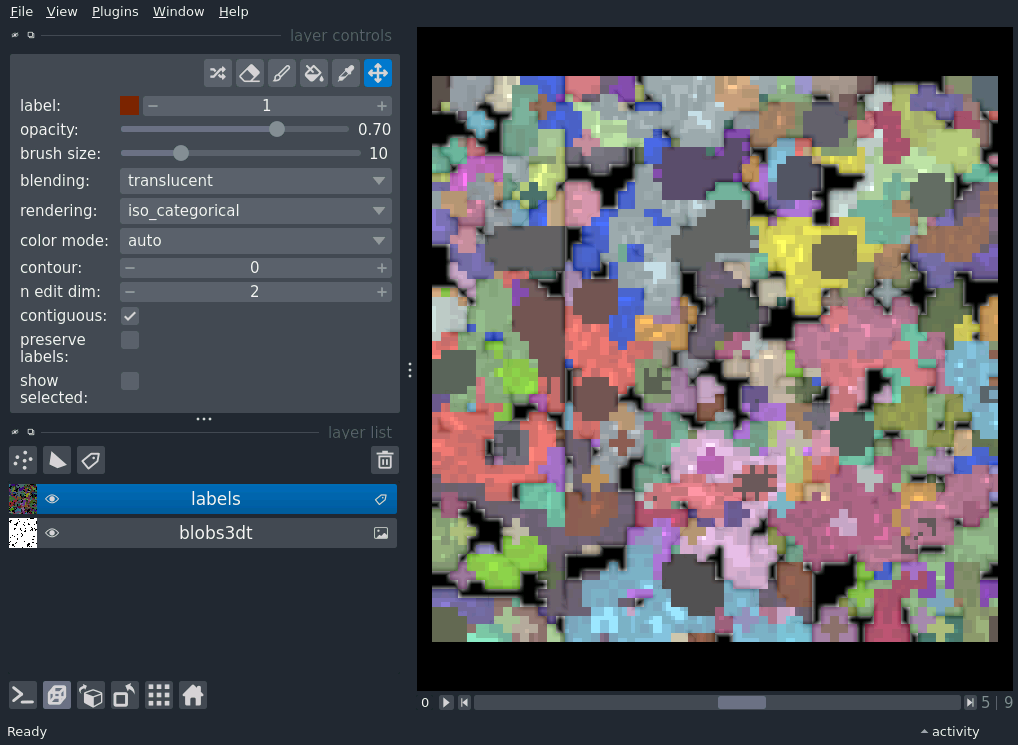 File View Plugins Window Help
layer controls
label: 1
opacity: 0.70
brush size: 10
blending: translucent
rendering: iso_categorical
color mode: auto
contour: 0
n edit dim: 2
contiguous:
preserve
labels:
show
selected:
layer list
labels
blobs3dt
0 5 | 9
Ready activity